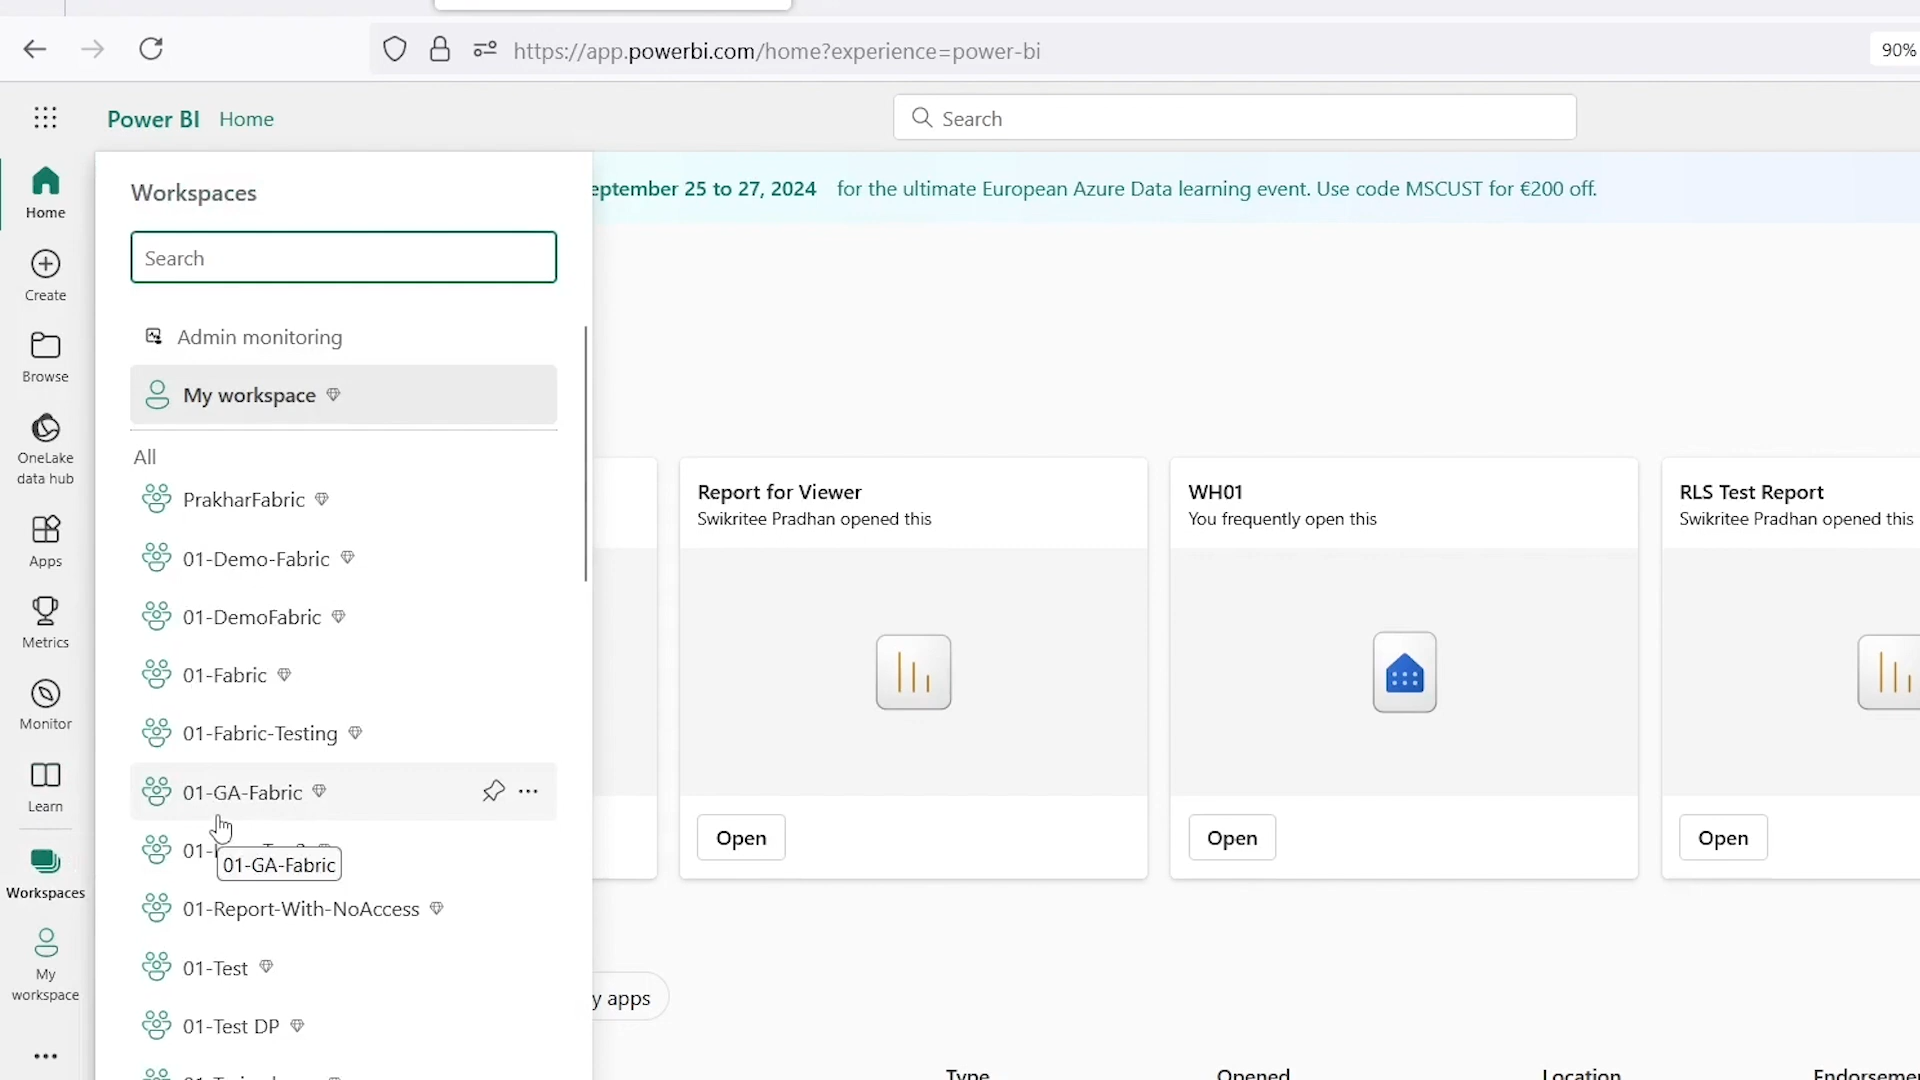 https://app.powerbi.com/home?experience=power-bi
90%
Power BI Home
Search
Workspaces
eptember 25 to 27, 2024 for the ultimate European Azure Data learning event. Use code MSCUST for €200 off.
Home
Create
Browse
OneLake
data hub
Apps
Metrics
Monitor
Learn
Workspaces
My
workspace
Search
Admin monitoring
My workspace
All
PrakharFabric
01-Demo-Fabric
01-DemoFabric
01-Fabric
01-Fabric-Testing
01-GA-Fabric
01-GA-Fabric
01-Report-With-NoAccess
01-Test
01-Test DP
Report for Viewer
Swikritee Pradhan opened this
Open
WH01
You frequently open this
Open
RLS Test Report
Swikritee Pradhan opened this
Open
y apps
Type
Opened
Location
Endorsemen